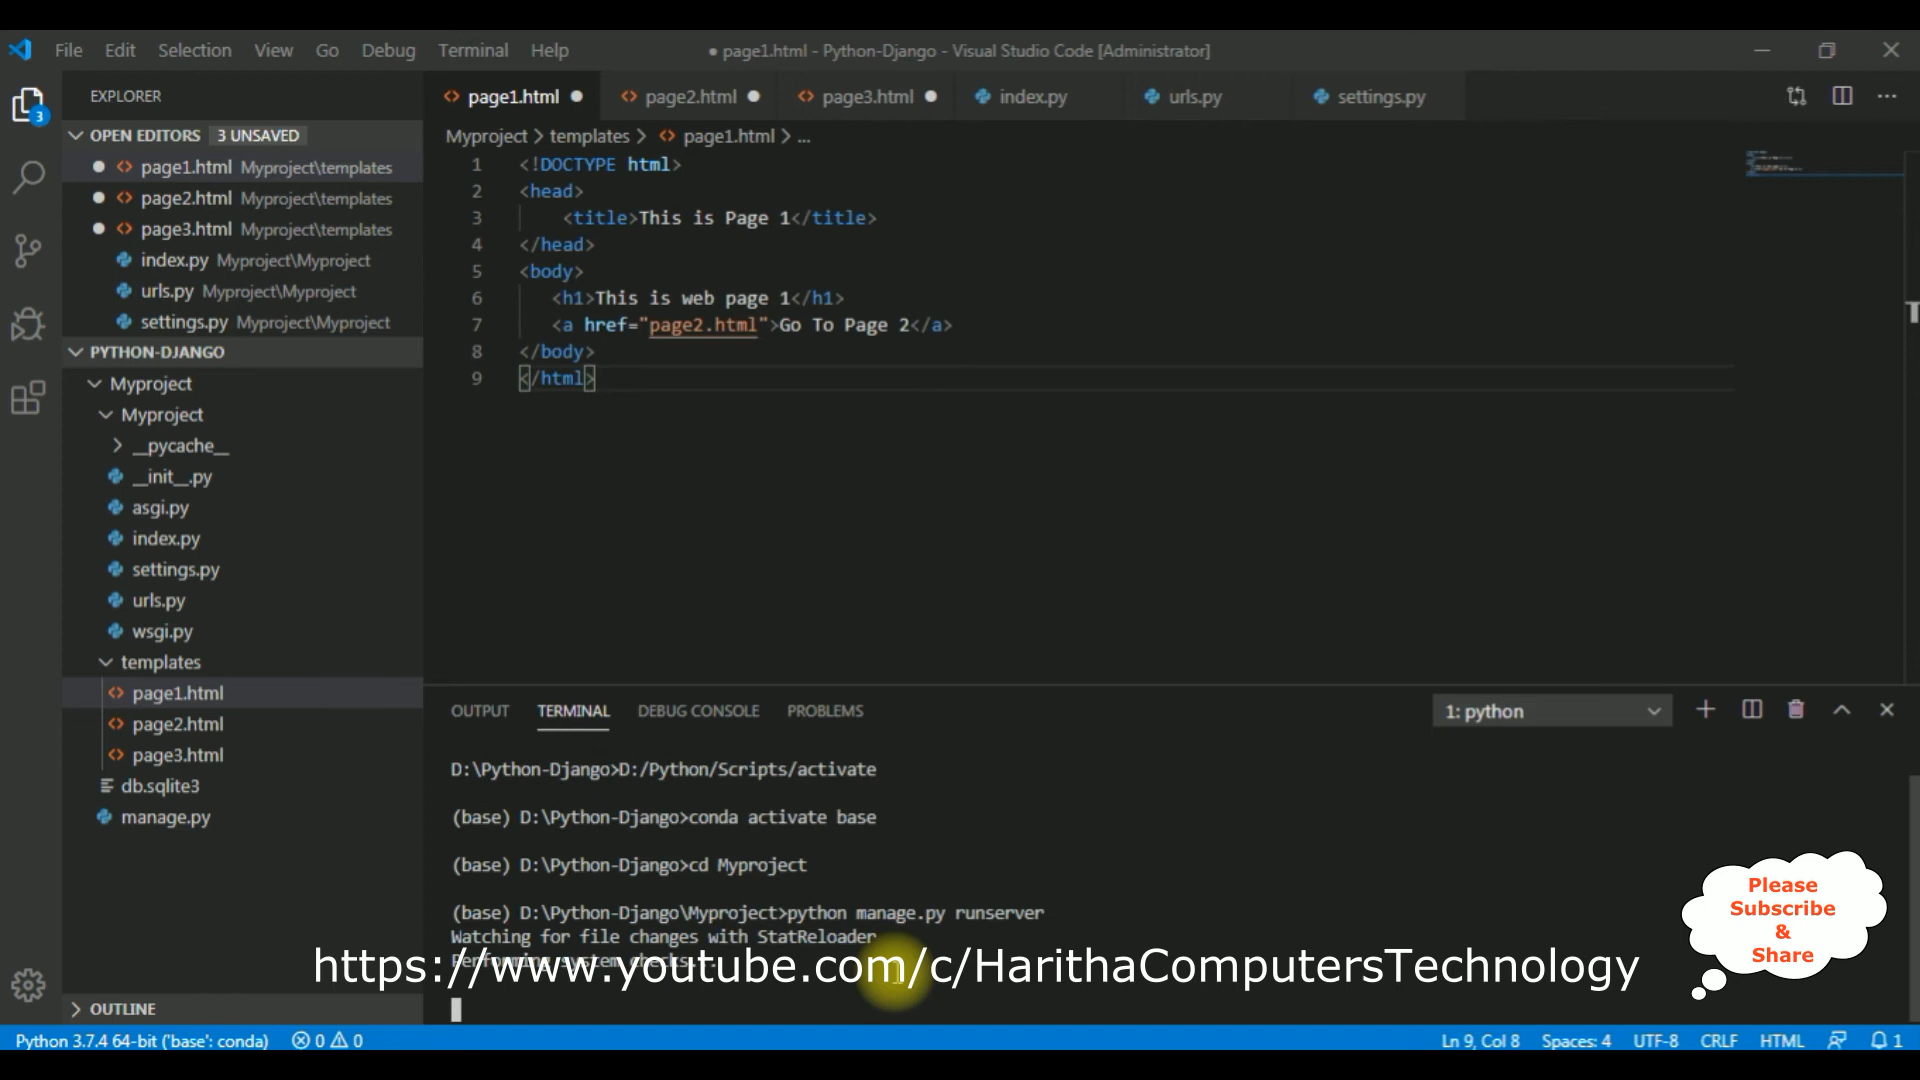 File Edit Selection View Go Debug Terminal Help
● page1.html - Python-Django - Visual Studio Code [Administrator]
EXPLORER
3
OPEN EDITORS 3 UNSAVED
page1.html Myproject\templates
page2.html Myproject\templates
page3.html Myproject\templates
index.py Myproject\Myproject
urls.py Myproject\Myproject
settings.py Myproject\Myproject
PYTHON-DJANGO
Myproject
Myproject
__pycache__
__init__.py
asgi.py
index.py
settings.py
urls.py
wsgi.py
templates
page1.html
page2.html
page3.html
db.sqlite3
manage.py
OUTLINE
page1.html ● page2.html ● page3.html ● index.py urls.py settings.py
Myproject > templates > page1.html > ...
1 <!DOCTYPE html>
2 <head>
3 <title>This is Page 1</title>
4 </head>
5 <body>
6 <h1>This is web page 1</h1>
7 <a href="page2.html">Go To Page 2</a>
8 </body>
9 </html>
OUTPUT TERMINAL DEBUG CONSOLE PROBLEMS
1: python
D:\Python-Django>D:/Python/Scripts/activate
(base) D:\Python-Django>conda activate base
(base) D:\Python-Django>cd Myproject
(base) D:\Python-Django\Myproject>python manage.py runserver
Watching for file changes with StatReloader
Performing system checks...
https://www.youtube.com/c/HarithaComputersTechnology
Please
Subscribe
&
Share
Python 3.7.4 64-bit ('base': conda) 0 0
Ln 9, Col 8 Spaces: 4 UTF-8 CRLF HTML 1